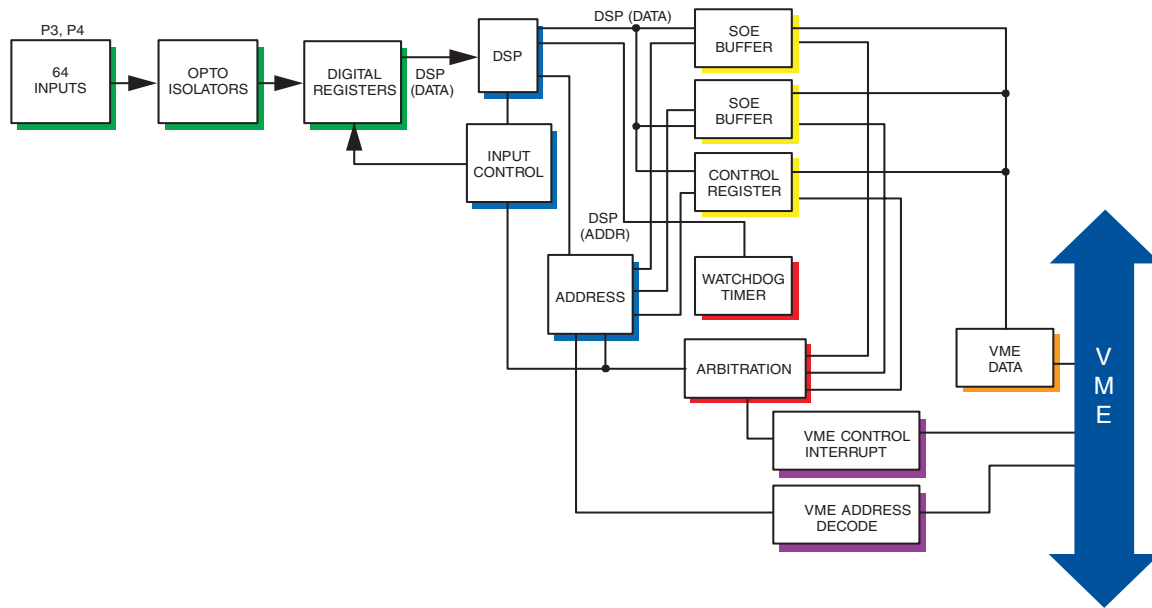 P3, P4
64
INPUTS
OPTO
ISOLATORS
DIGITAL
REGISTERS
DSP
(DATA)
DSP
INPUT
CONTROL
DSP (DATA)
SOE
BUFFER
SOE
BUFFER
CONTROL
REGISTER
DSP
(ADDR)
ADDRESS
WATCHDOG
TIMER
ARBITRATION
VME
DATA
VME CONTROL
INTERRUPT
VME ADDRESS
DECODE
V
M
E